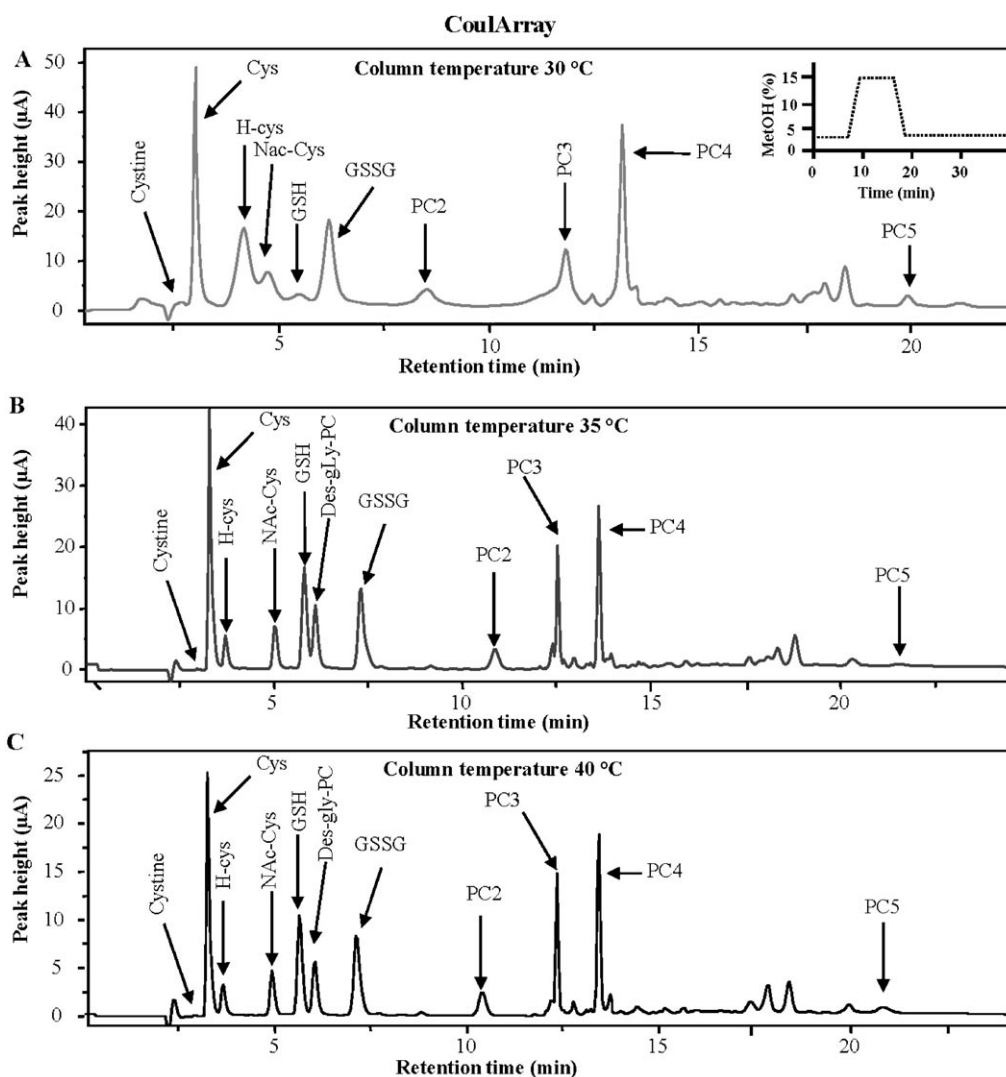 CoulArray
A
Column temperature 30 °C
Peak height (µA)
50
40
30
20
10
0
Cystine
Cys
H-cys
Nac-Cys
GSH
GSSG
PC2
PC3
PC4
PC5
MetOH (%)
15
10
5
0
0 10 20 30
Time (min)
5 10 15 20
Retention time (min)
B
Column temperature 35 °C
Peak height (µA)
40
30
20
10
0
Cystine
Cys
H-cys
NAc-Cys
GSH
Des-gLy-PC
GSSG
PC2
PC3
PC4
PC5
5 10 15 20
Retention time (min)
C
Column temperature 40 °C
Peak height (µA)
25
20
15
10
5
0
Cystine
Cys
H-cys
NAc-Cys
GSH
Des-gly-PC
GSSG
PC2
PC3
PC4
PC5
5 10 15 20
Retention time (min)